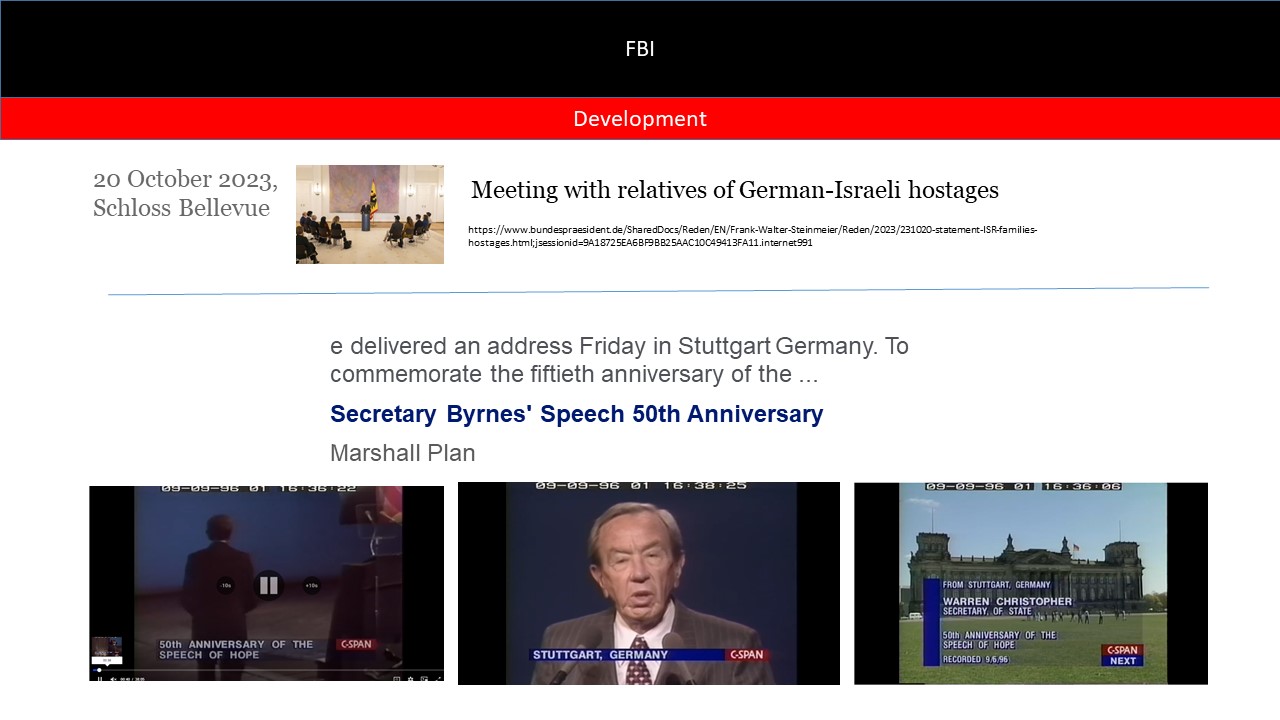 FBI
Development
20 October 2023,
Schloss Bellevue
Meeting with relatives of German-Israeli hostages
https://www.bundespraesident.de/SharedDocs/Reden/EN/Frank-Walter-Steinmeier/Reden/2023/231020-statement-ISR-families-
hostages.html;jsessionid=9A18725EA6BF9BB25AAC10C49413FA11.internet991
e delivered an address Friday in Stuttgart Germany. To
commemorate the fiftieth anniversary of the ...
Secretary Byrnes' Speech 50th Anniversary
Marshall Plan
09-09-96 01 16:36:22
50th ANNIVERSARY OF THE
SPEECH OF HOPE
C-SPAN
09-09-96 01 16:38:25
STUTTGART, GERMANY
C-SPAN
09-09-96 01 16:36:06
FROM STUTTGART, GERMANY
WARREN CHRISTOPHER
SECRETARY OF STATE
50th ANNIVERSARY OF THE
SPEECH OF HOPE
RECORDED 9/6/96
C-SPAN
NEXT